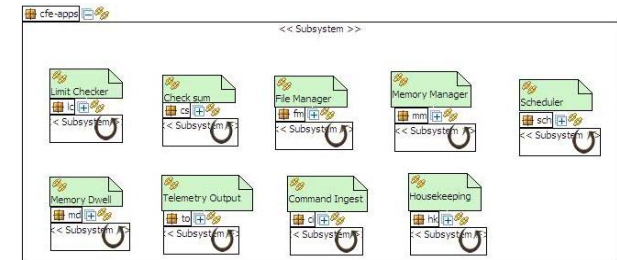 cfe-apps
<< Subsystem >>
Limit Checker
lc
<< Subsystem >>
Check sum
cs
<< Subsystem >>
File Manager
fm
<< Subsystem >>
Memory Manager
mm
<< Subsystem >>
Scheduler
sch
<< Subsystem >>
Memory Dwell
md
<< Subsystem >>
Telemetry Output
to
<< Subsystem >>
Command Ingest
ci
<< Subsystem >>
Housekeeping
hk
<< Subsystem >>